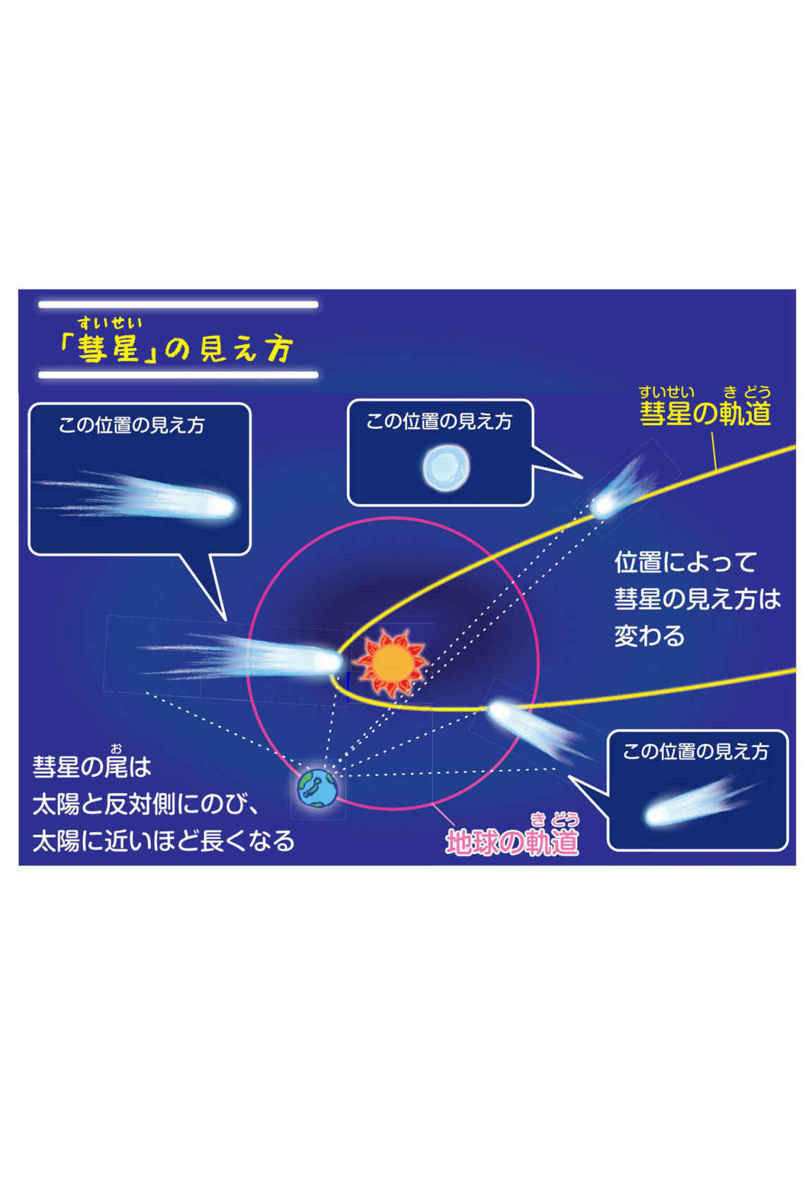 すいせい
「彗星」の見え方
この位置の見え方
この位置の見え方
すいせい きどう
彗星の軌道
位置によって
彗星の見え方は
変わる
お
彗星の尾は
太陽と反対側にのび、
太陽に近いほど長くなる
きどう
地球の軌道
この位置の見え方